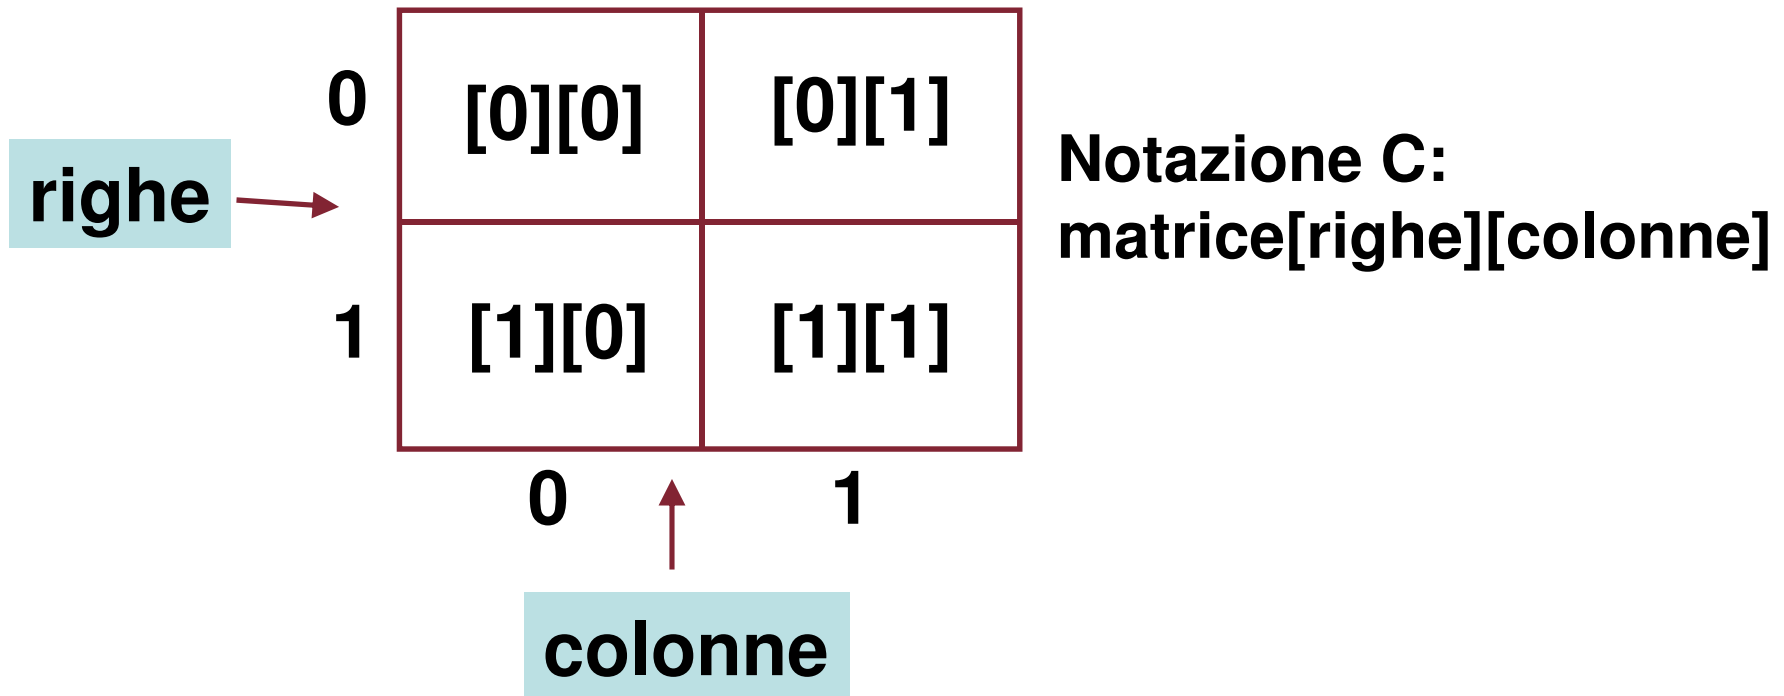 0 [0][0] [0][1]
Notazione C:
righe
matrice[righe][colonne]
1 [1][0] [1][1]
0 1
colonne